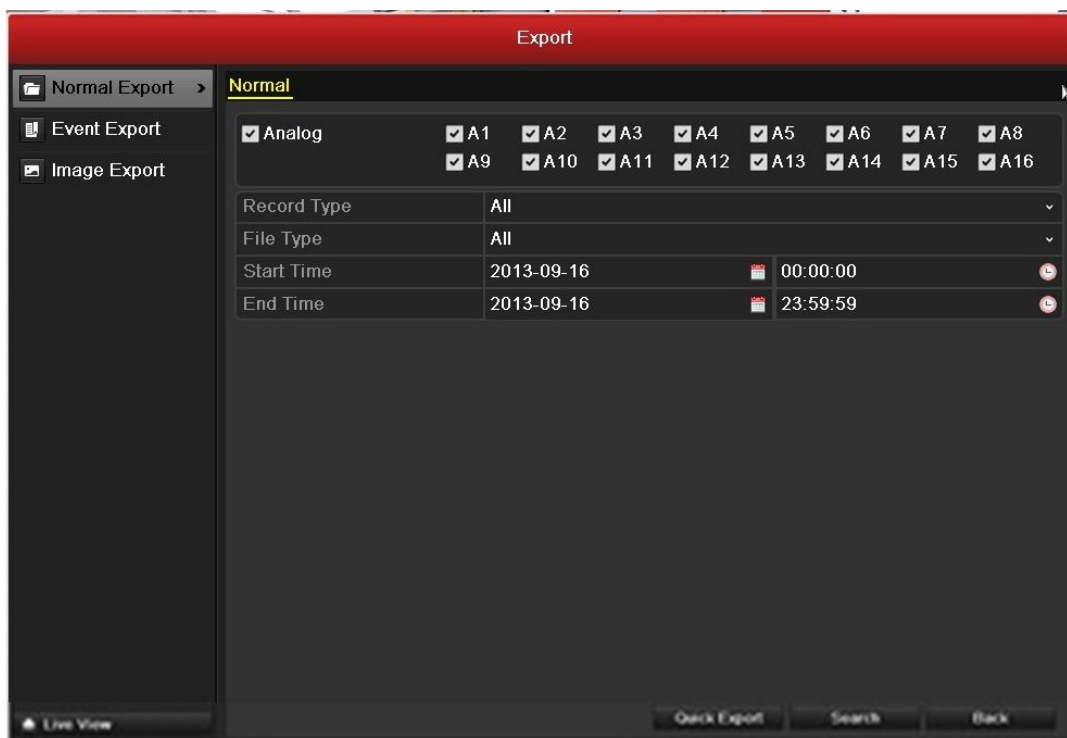 Export
Normal Export
Event Export
Image Export
Normal
Analog A1 A2 A3 A4 A5 A6 A7 A8
A9 A10 A11 A12 A13 A14 A15 A16
Record Type All
File Type All
Start Time 2013-09-16 00:00:00
End Time 2013-09-16 23:59:59
Live View Quick Export Search Back